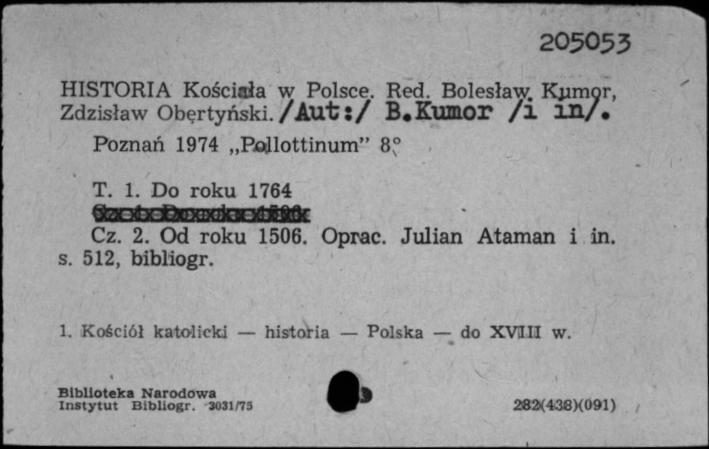 205053
HISTORIA Kościoła w Polsce. Red. Bolesław Kumor,
Zdzisław Obertyński. /Aut:/ B.Kumor /i in/.
Poznań 1974 „Pallottinum” 8°
T. 1. Do roku 1764
Cz. 2. Od roku 1506. Oprac. Julian Ataman i in.
s. 512, bibliogr.
1. Kościół katolicki — historia — Polska — do XVIII w.
Biblioteka Narodowa
Instytut Bibliogr. 3031/75
282(438)(091)